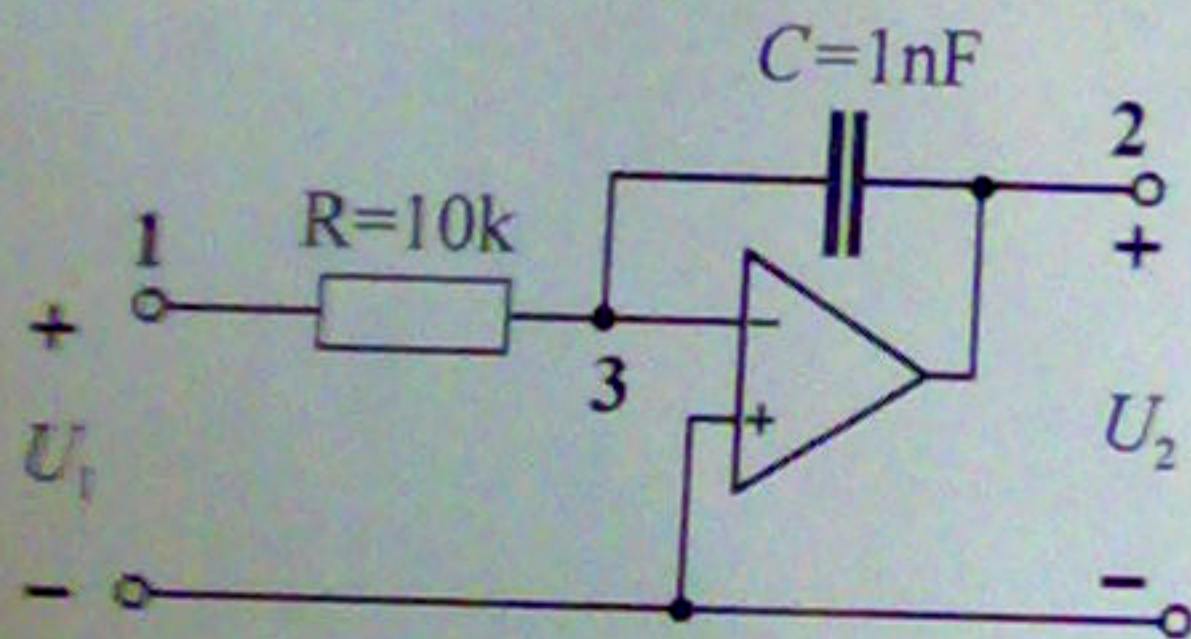 C=1nF
2
1
R=10k
+
+
−
3
+
U₁
U₂
−
−